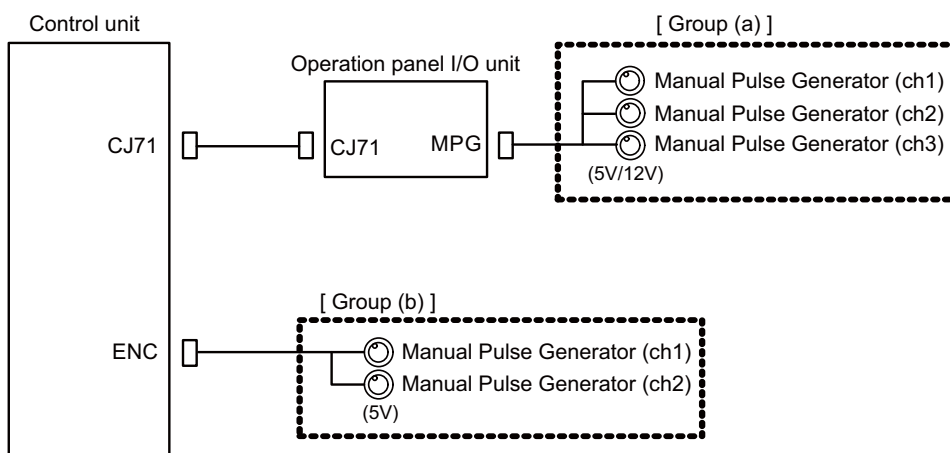 Control unit
[ Group (a) ]
Operation panel I/O unit
Manual Pulse Generator (ch1)
Manual Pulse Generator (ch2)
CJ71
CJ71
MPG
Manual Pulse Generator (ch3)
(5V/12V)
[ Group (b) ]
ENC
Manual Pulse Generator (ch1)
Manual Pulse Generator (ch2)
(5V)